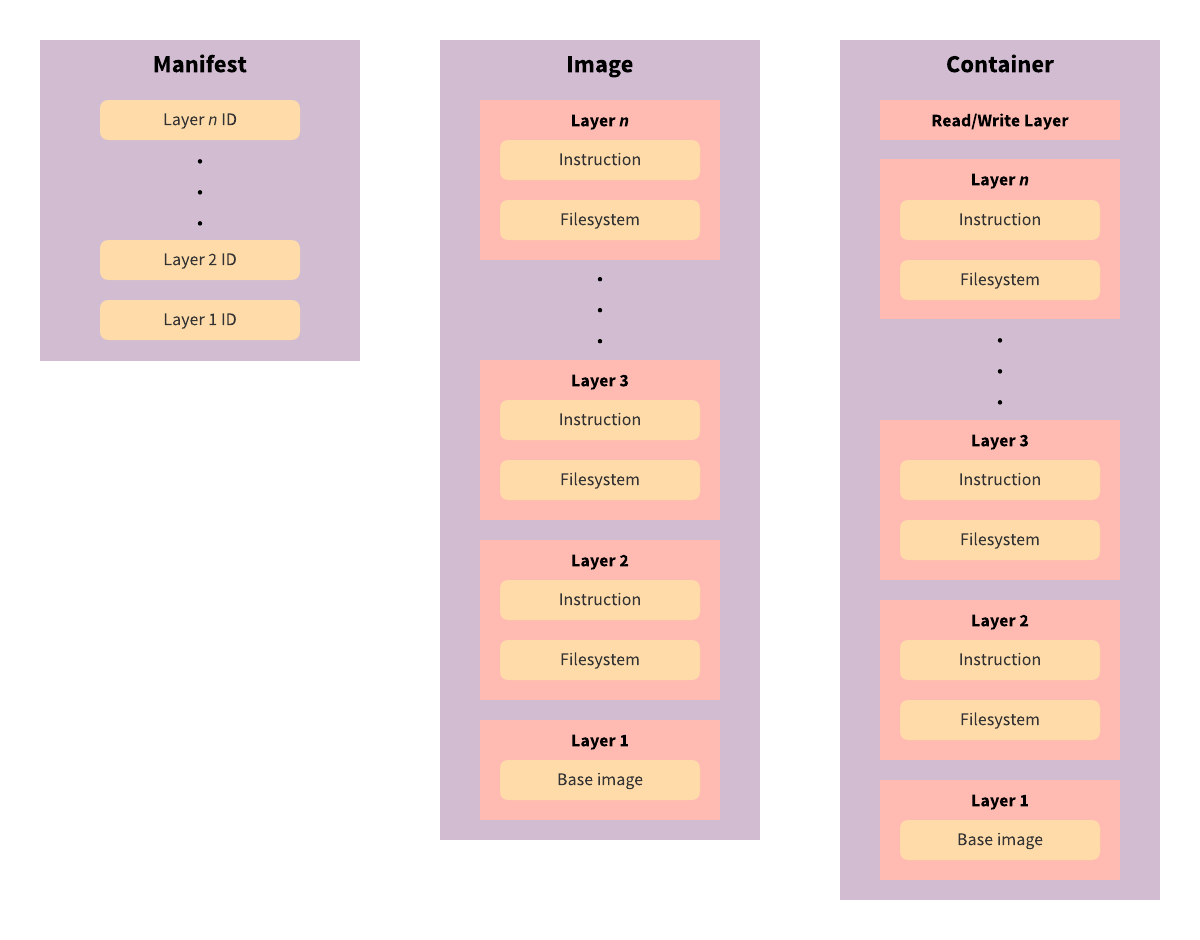 Manifest
Layer n ID
Layer 2 ID
Layer 1 ID
Image
Layer n
Instruction
Filesystem
Layer 3
Instruction
Filesystem
Layer 2
Instruction
Filesystem
Layer 1
Base image
Container
Read/Write Layer
Layer n
Instruction
Filesystem
Layer 3
Instruction
Filesystem
Layer 2
Instruction
Filesystem
Layer 1
Base image